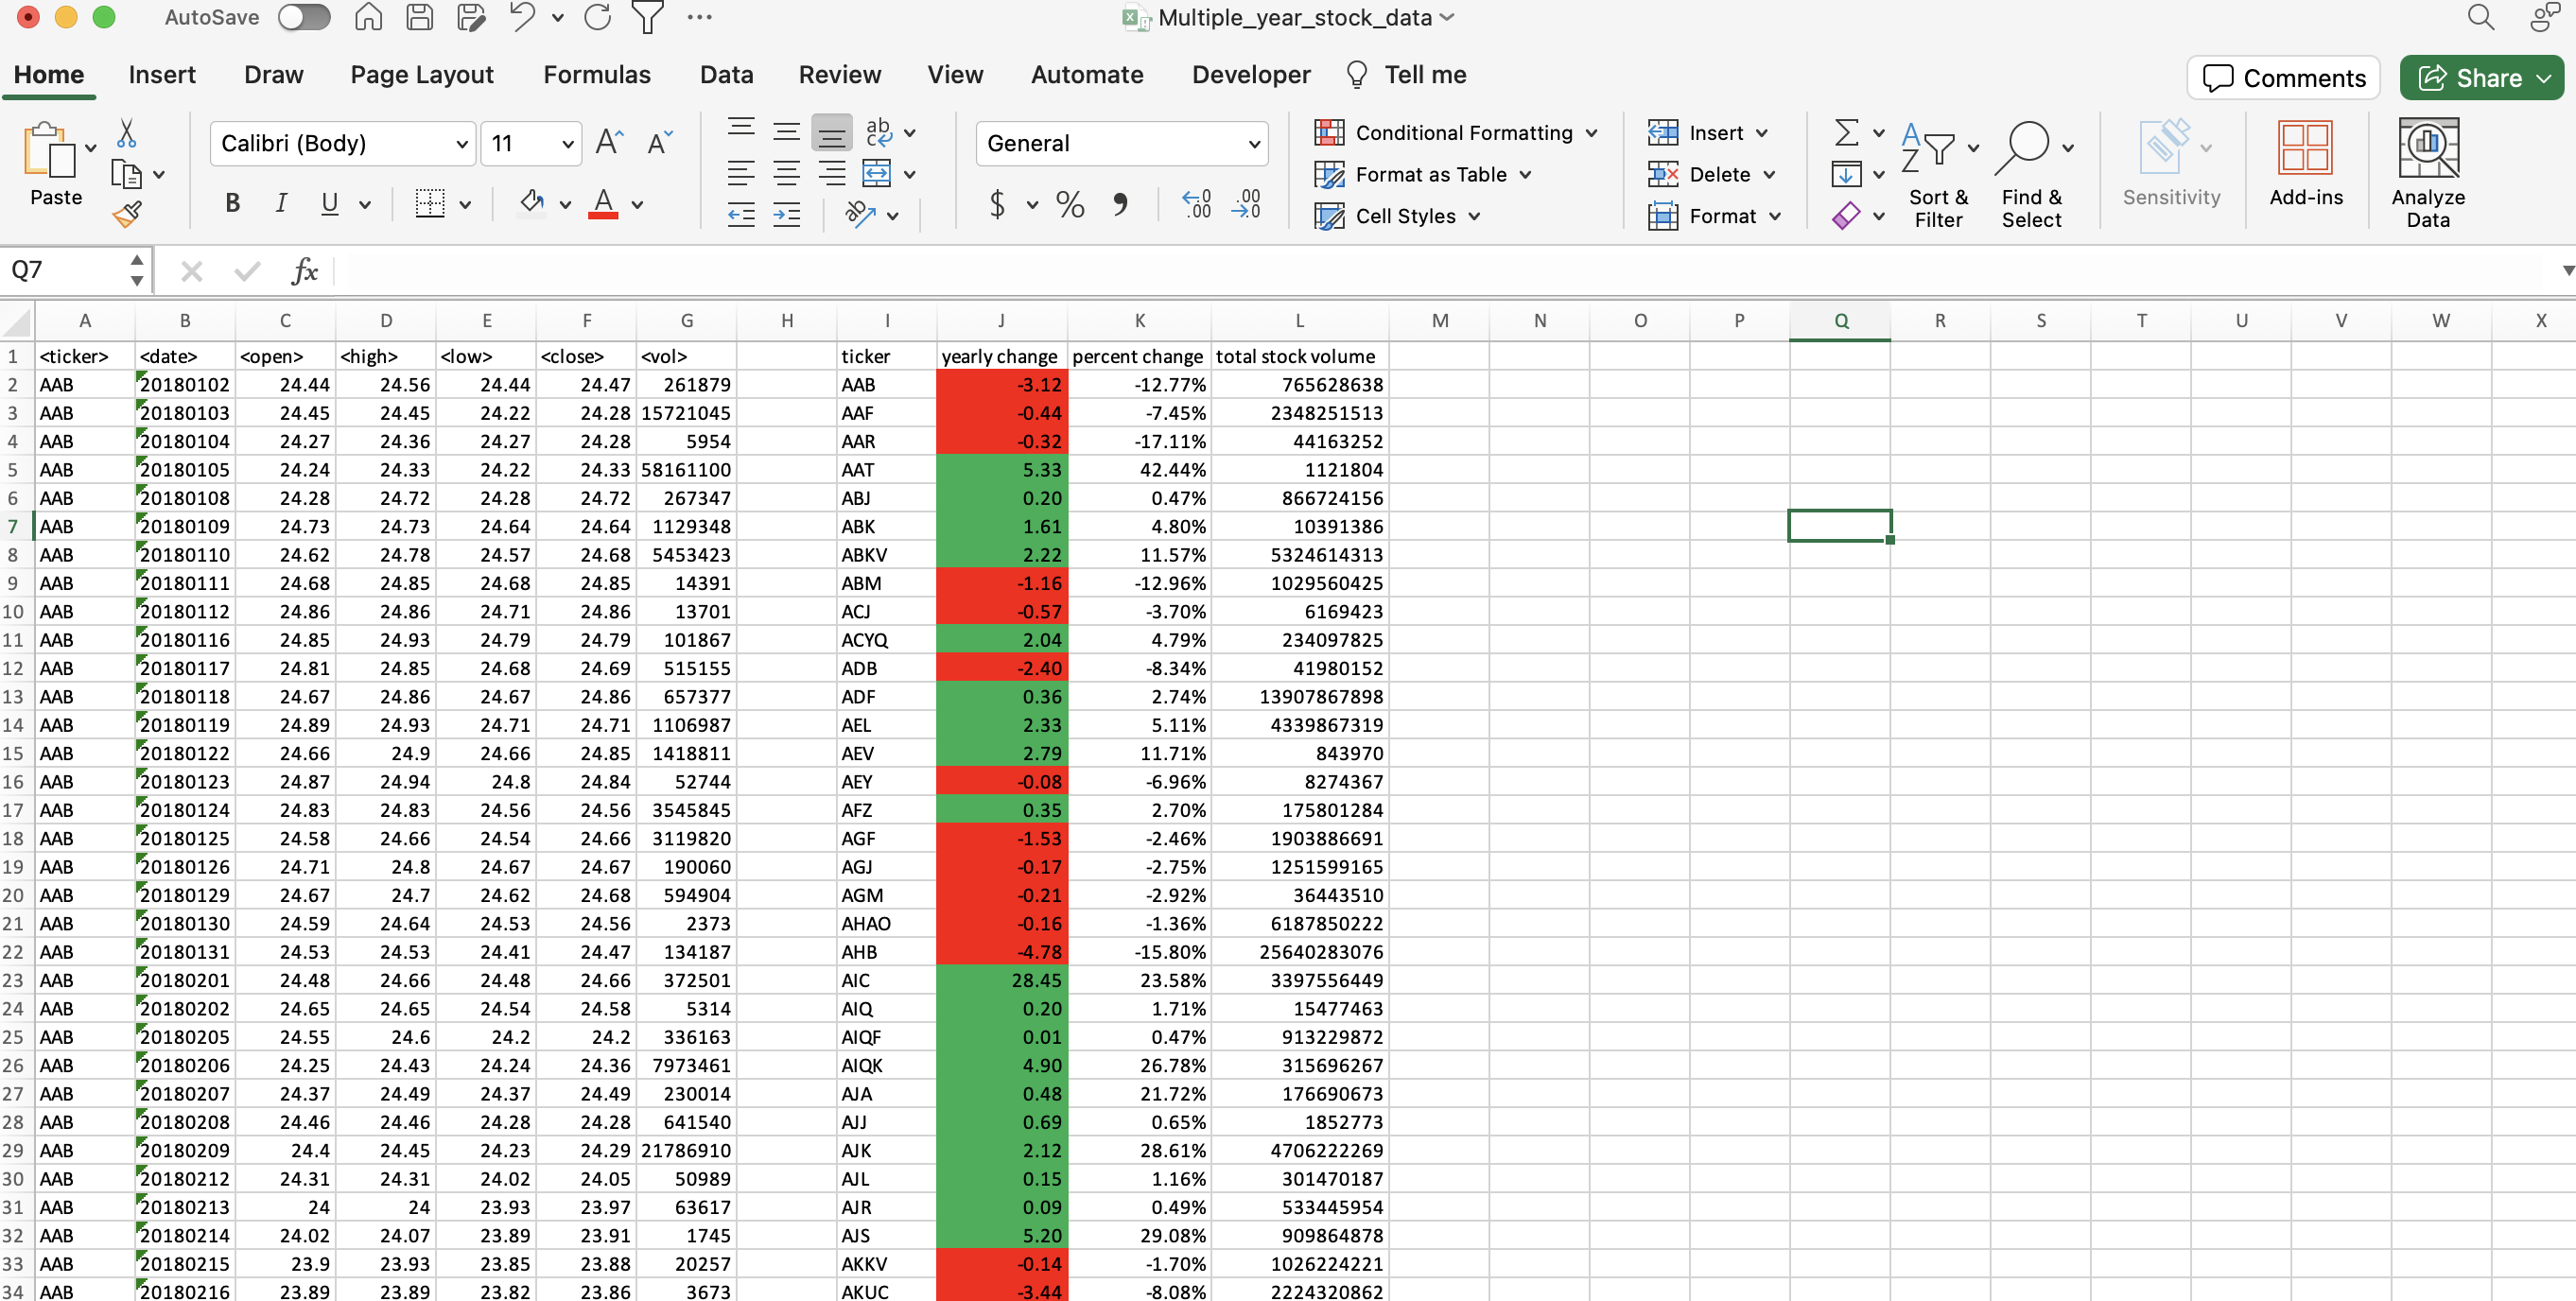 AutoSave Multiple_year_stock_data
Home Insert Draw Page Layout Formulas Data Review View Automate Developer Tell me Comments Share
Paste Calibri (Body) 11 General Conditional Formatting Format as Table Cell Styles Insert Delete Format Sort & Filter Find & Select Sensitivity Add-ins Analyze Data
Q7 fx
A B C D E F G H I J K L M N O P Q R S T U V W X
1 <ticker> <date> <open> <high> <low> <close> <vol> ticker yearly change percent change total stock volume
2 AAB 20180102 24.44 24.56 24.44 24.47 261879 AAB -3.12 -12.77% 765628638
3 AAB 20180103 24.45 24.45 24.22 24.28 15721045 AAF -0.44 -7.45% 2348251513
4 AAB 20180104 24.27 24.36 24.27 24.28 5954 AAR -0.32 -17.11% 44163252
5 AAB 20180105 24.24 24.33 24.22 24.33 58161100 AAT 5.33 42.44% 1121804
6 AAB 20180108 24.28 24.72 24.28 24.72 267347 ABJ 0.20 0.47% 866724156
7 AAB 20180109 24.73 24.73 24.64 24.64 1129348 ABK 1.61 4.80% 10391386
8 AAB 20180110 24.62 24.78 24.57 24.68 5453423 ABKV 2.22 11.57% 5324614313
9 AAB 20180111 24.68 24.85 24.68 24.85 14391 ABM -1.16 -12.96% 1029560425
10 AAB 20180112 24.86 24.86 24.71 24.86 13701 ACJ -0.57 -3.70% 6169423
11 AAB 20180116 24.85 24.93 24.79 24.79 101867 ACYQ 2.04 4.79% 234097825
12 AAB 20180117 24.81 24.85 24.68 24.69 515155 ADB -2.40 -8.34% 41980152
13 AAB 20180118 24.67 24.86 24.67 24.86 657377 ADF 0.36 2.74% 13907867898
14 AAB 20180119 24.89 24.93 24.71 24.71 1106987 AEL 2.33 5.11% 4339867319
15 AAB 20180122 24.66 24.9 24.66 24.85 1418811 AEV 2.79 11.71% 843970
16 AAB 20180123 24.87 24.94 24.8 24.84 52744 AEY -0.08 -6.96% 8274367
17 AAB 20180124 24.83 24.83 24.56 24.56 3545845 AFZ 0.35 2.70% 175801284
18 AAB 20180125 24.58 24.66 24.54 24.66 3119820 AGF -1.53 -2.46% 1903886691
19 AAB 20180126 24.71 24.8 24.67 24.67 190060 AGJ -0.17 -2.75% 1251599165
20 AAB 20180129 24.67 24.7 24.62 24.68 594904 AGM -0.21 -2.92% 36443510
21 AAB 20180130 24.59 24.64 24.53 24.56 2373 AHAO -0.16 -1.36% 6187850222
22 AAB 20180131 24.53 24.53 24.41 24.47 134187 AHB -4.78 -15.80% 25640283076
23 AAB 20180201 24.48 24.66 24.48 24.66 372501 AIC 28.45 23.58% 3397556449
24 AAB 20180202 24.65 24.65 24.54 24.58 5314 AIQ 0.20 1.71% 15477463
25 AAB 20180205 24.55 24.6 24.2 24.2 336163 AIQF 0.01 0.47% 913229872
26 AAB 20180206 24.25 24.43 24.24 24.36 7973461 AIQK 4.90 26.78% 315696267
27 AAB 20180207 24.37 24.49 24.37 24.49 230014 AJA 0.48 21.72% 176690673
28 AAB 20180208 24.46 24.46 24.28 24.28 641540 AJJ 0.69 0.65% 1852773
29 AAB 20180209 24.4 24.45 24.23 24.29 21786910 AJK 2.12 28.61% 4706222269
30 AAB 20180212 24.31 24.31 24.02 24.05 50989 AJL 0.15 1.16% 301470187
31 AAB 20180213 24 24 23.93 23.97 63617 AJR 0.09 0.49% 533445954
32 AAB 20180214 24.02 24.07 23.89 23.91 1745 AJS 5.20 29.08% 909864878
33 AAB 20180215 23.9 23.93 23.85 23.88 20257 AKKV -0.14 -1.70% 1026224221
34 AAB 20180216 23.89 23.89 23.82 23.86 3673 AKUC -3.44 -8.08% 2224320862